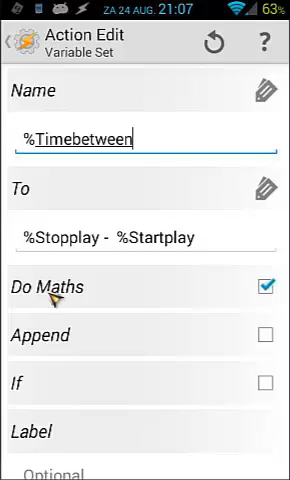 ZA 24 AUG. 21:07 63%
Action Edit
Variable Set
?
Name
%Timebetween
To
%Stopplay - %Startplay
Do Maths
Append
If
Label
Optional